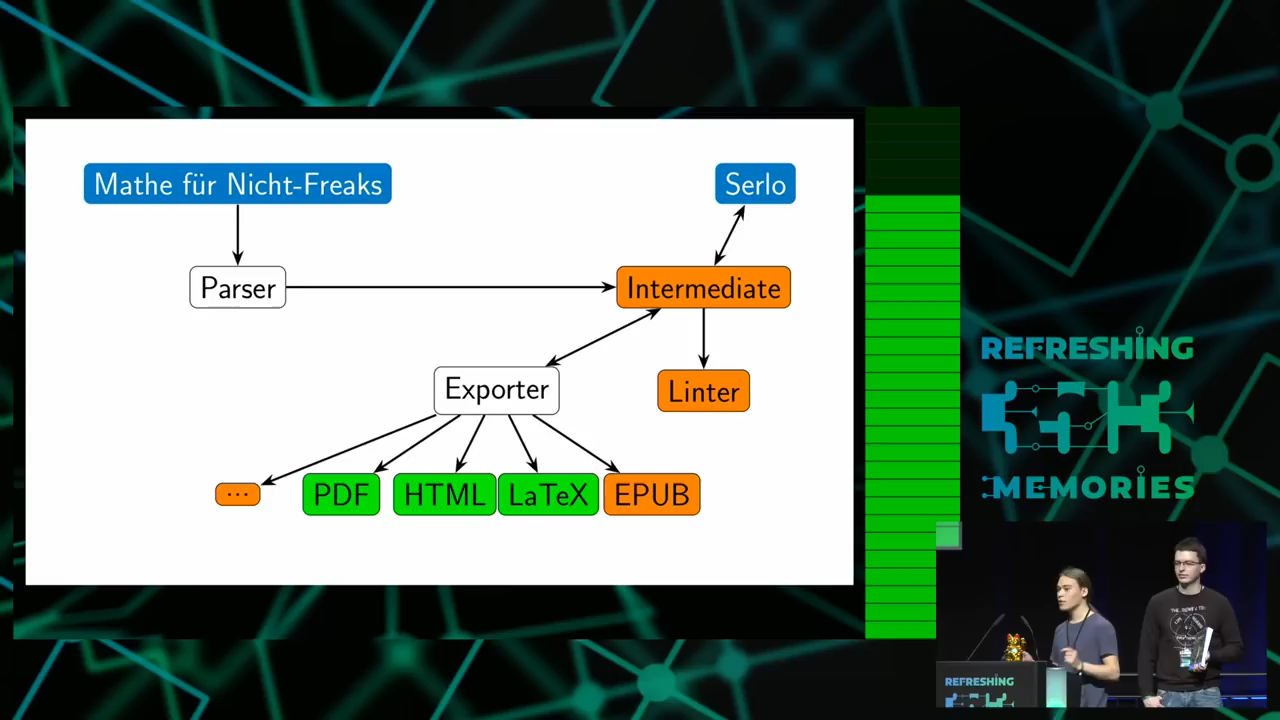 Mathe für Nicht-Freaks
Serlo
Parser
Intermediate
Exporter
Linter
...
PDF
HTML
LaTeX
EPUB
REFRESHING
MEMORIES
REFRESHING